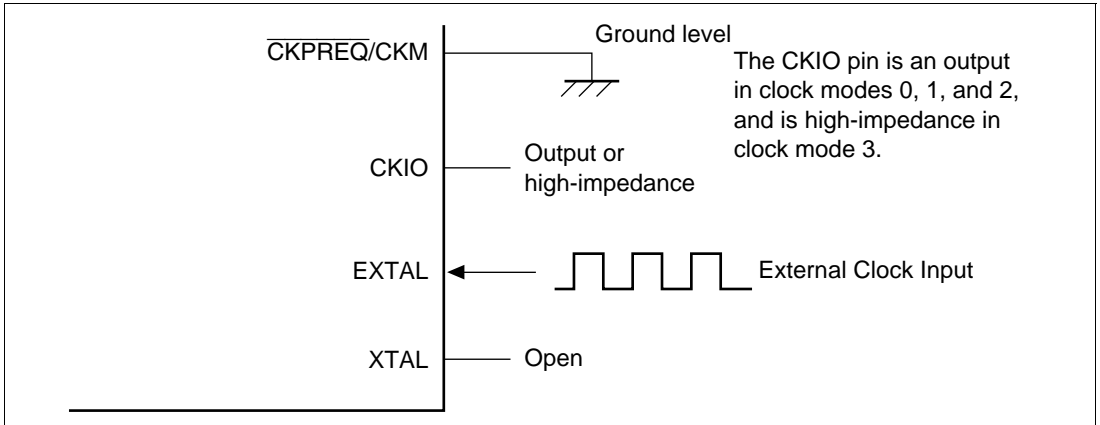 CKPREQ/CKM
Ground level
The CKIO pin is an output
in clock modes 0, 1, and 2,
and is high-impedance in
clock mode 3.
CKIO
Output or
high-impedance
EXTAL
External Clock Input
XTAL
Open